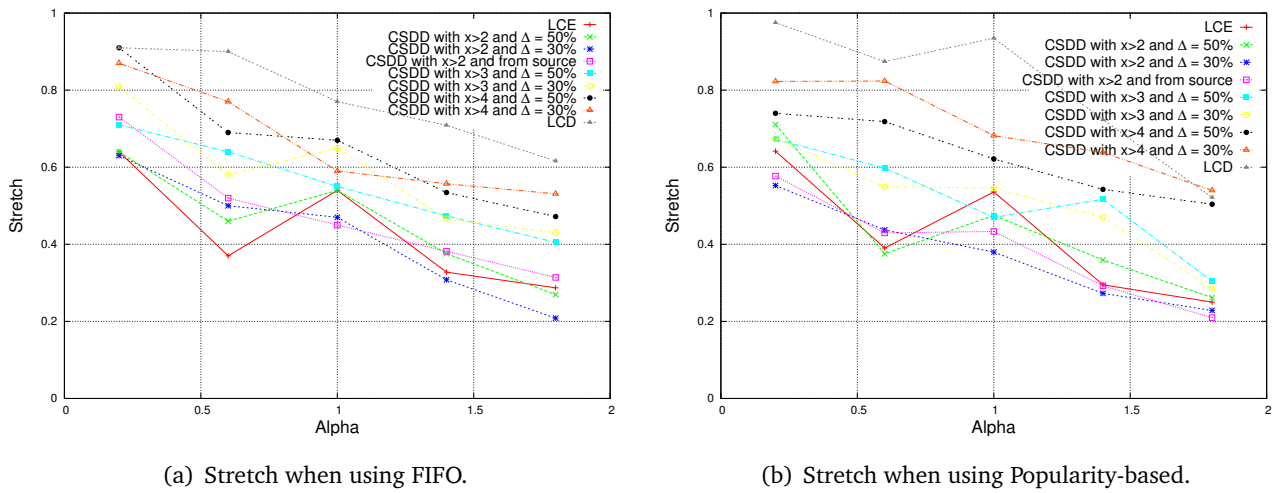 LCE
CSDD with x>2 and Δ = 50%
CSDD with x>2 and Δ = 30%
CSDD with x>2 and from source
CSDD with x>3 and Δ = 50%
CSDD with x>3 and Δ = 30%
CSDD with x>4 and Δ = 50%
CSDD with x>4 and Δ = 30%
LCD
1
0.8
0.6
0.4
0.2
0
Stretch
0 0.5 1 1.5 2
Alpha
(a) Stretch when using FIFO.
LCE
CSDD with x>2 and Δ = 50%
CSDD with x>2 and Δ = 30%
CSDD with x>2 and from source
CSDD with x>3 and Δ = 50%
CSDD with x>3 and Δ = 30%
CSDD with x>4 and Δ = 50%
CSDD with x>4 and Δ = 30%
LCD
1
0.8
0.6
0.4
0.2
0
Stretch
0 0.5 1 1.5 2
Alpha
(b) Stretch when using Popularity-based.